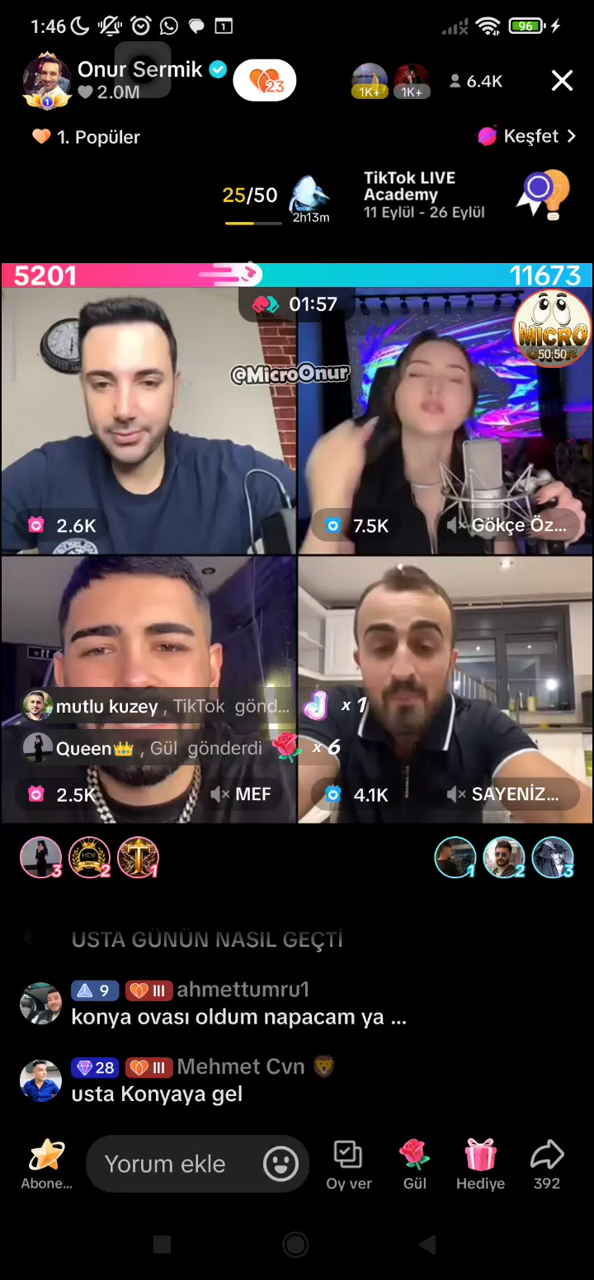 1:46
96
Onur Sermik
2.0M
23
1K+
1K+
6.4K
1. Popüler
Keşfet
25/50
2h13m
TikTok LIVE
Academy
11 Eylül - 26 Eylül
5201
11673
01:57
MİCRO
50:50
@MicroOnur
2.6K
7.5K
Gökçe Öz...
mutlu kuzey , TikTok gönd...
x 1
Queen👑 , Gül gönderdi
x 6
2.5K
MEF
4.1K
SAYENİZ...
3
2
1
1
2
3
USTA GÜNÜN NASIL GEÇTİ
9 III ahmettumru1
konya ovası oldum napacam ya ...
28 III Mehmet Cvn 🦁
usta Konyaya gel
Abone...
Yorum ekle
Oy ver
Gül
Hediye
392